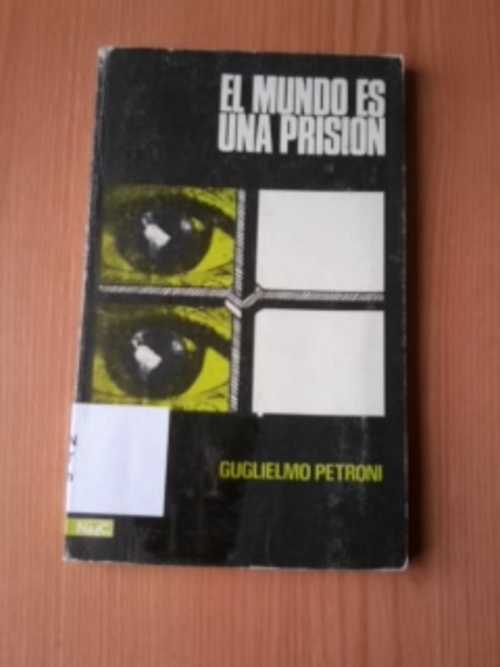 EL MUNDO ES
UNA PRISION
GUGLIELMO PETRONI